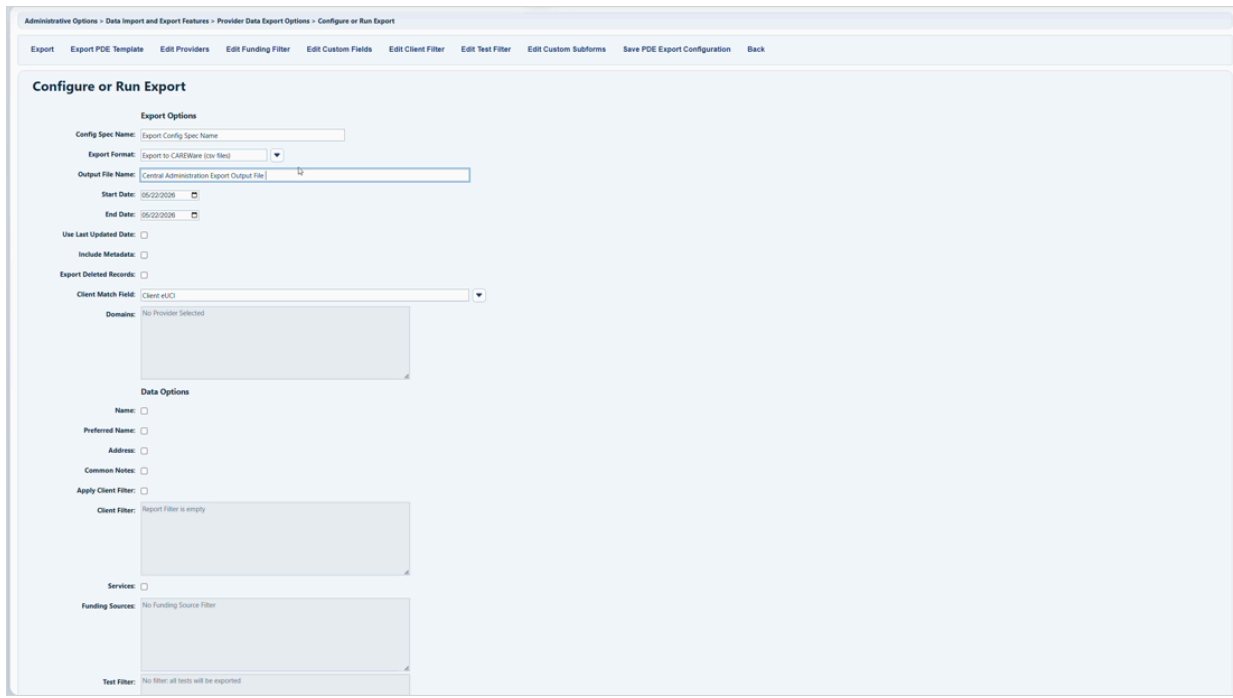 Administrative Options > Data Import and Export Features > Provider Data Export Options > Configure or Run Export
Export Export PDE Template Edit Providers Edit Funding Filter Edit Custom Fields Edit Client Filter Edit Test Filter Edit Custom Subforms Save PDE Export Configuration Back
Configure or Run Export
Export Options
Config Spec Name: Export Config Spec Name
Export Format: Export to CAREWare (csv files)
Output File Name: Central Administration Export Output File
Start Date: 05/22/2026
End Date: 05/22/2026
Use Last Updated Date:
Include Metadata:
Export Deleted Records:
Client Match Field: Client eUCI
Domains: No Provider Selected
Data Options
Name:
Preferred Name:
Address:
Common Notes:
Apply Client Filter:
Client Filter: Report Filter is empty
Services:
Funding Sources: No Funding Source Filter
Test Filter: No filter: all tests will be exported